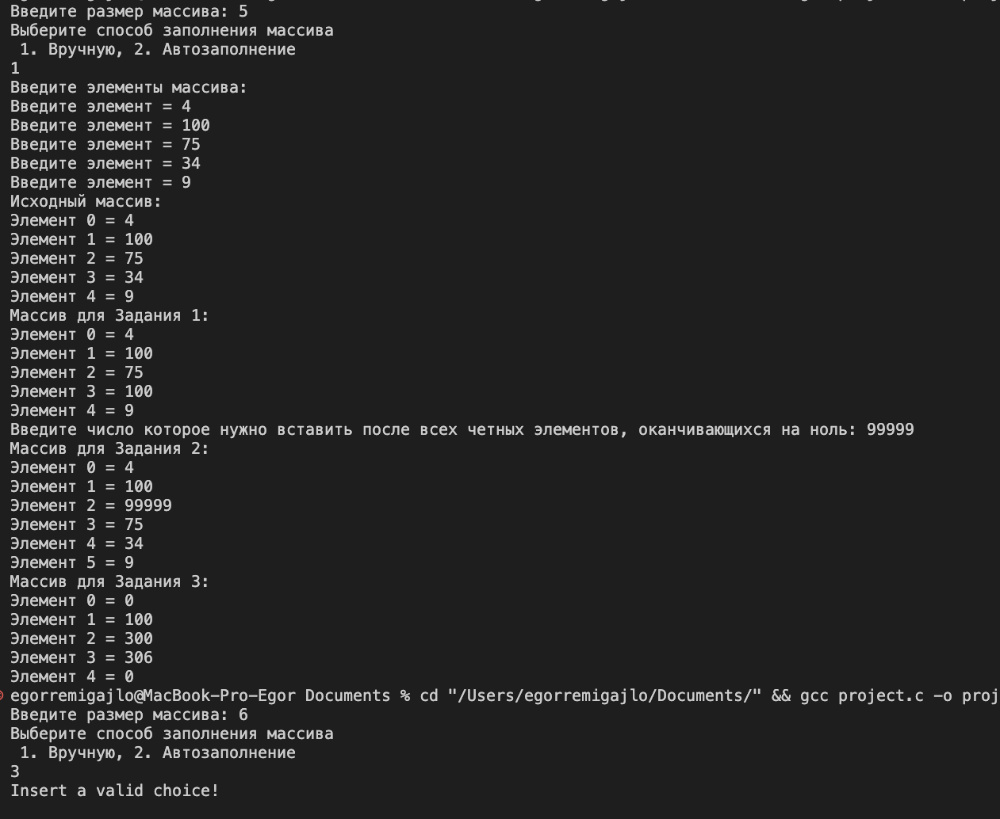 Введите размер массива: 5
Выберите способ заполнения массива
1. Вручную, 2. Автозаполнение
1
Введите элементы массива:
Введите элемент = 4
Введите элемент = 100
Введите элемент = 75
Введите элемент = 34
Введите элемент = 9
Исходный массив:
Элемент 0 = 4
Элемент 1 = 100
Элемент 2 = 75
Элемент 3 = 34
Элемент 4 = 9
Массив для Задания 1:
Элемент 0 = 4
Элемент 1 = 100
Элемент 2 = 75
Элемент 3 = 100
Элемент 4 = 9
Введите число которое нужно вставить после всех четных элементов, оканчивающихся на ноль: 99999
Массив для Задания 2:
Элемент 0 = 4
Элемент 1 = 100
Элемент 2 = 99999
Элемент 3 = 75
Элемент 4 = 34
Элемент 5 = 9
Массив для Задания 3:
Элемент 0 = 0
Элемент 1 = 100
Элемент 2 = 300
Элемент 3 = 306
Элемент 4 = 0
egorremigajlo@MacBook-Pro-Egor Documents % cd "/Users/egorremigajlo/Documents/" && gcc project.c -o proj
Введите размер массива: 6
Выберите способ заполнения массива
1. Вручную, 2. Автозаполнение
3
Insert a valid choice!